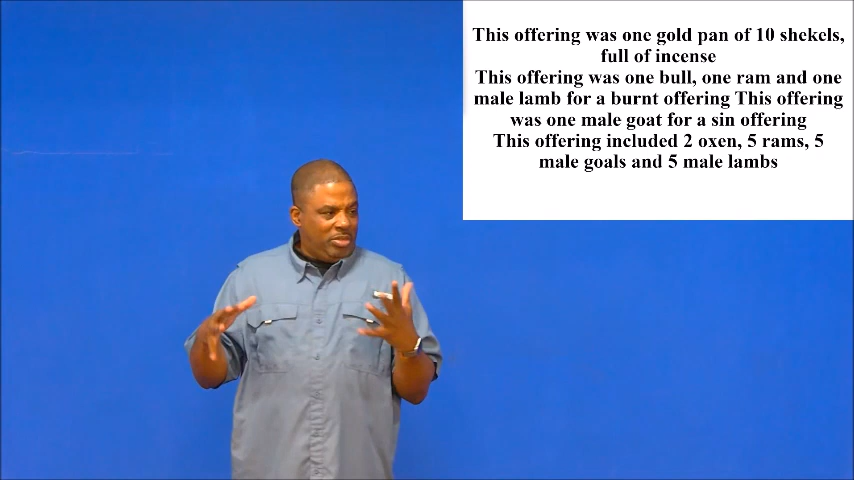 This offering was one gold pan of 10 shekels,
full of incense
This offering was one bull, one ram and one
male lamb for a burnt offering This offering
was one male goat for a sin offering
This offering included 2 oxen, 5 rams, 5
male goals and 5 male lambs